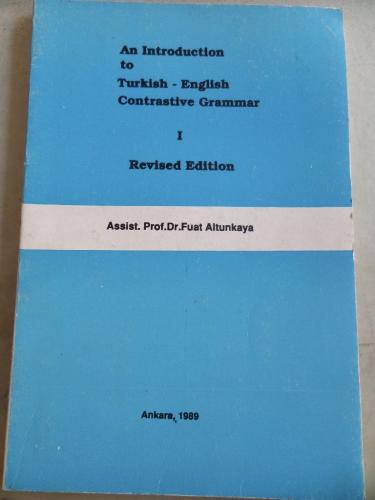 An Introduction
to
Turkish - English
Contrastive Grammar
I
Revised Edition
Assist. Prof.Dr.Fuat Altunkaya
Ankara, 1989